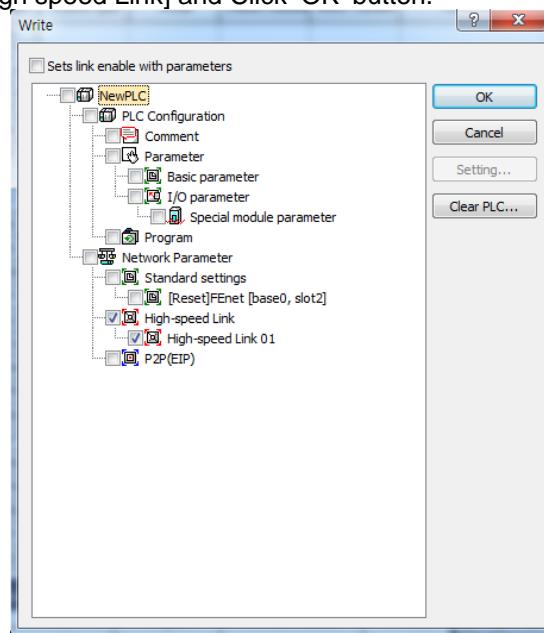 gh speed Link] and Click 'OK' button.
Write
Sets link enable with parameters
NewPLC
PLC Configuration
Comment
Parameter
Basic parameter
I/O parameter
Special module parameter
Program
Network Parameter
Standard settings
[Reset]FEnet [base0, slot2]
High-speed Link
High-speed Link 01
P2P(EIP)
OK
Cancel
Setting...
Clear PLC...